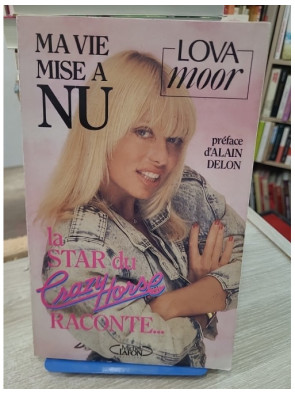 MA VIE
MISE A
NU
LOVA
moor
préface
d'ALAIN
DELON
la
STAR du
Crazy Horse
RACONTE...
LAFON